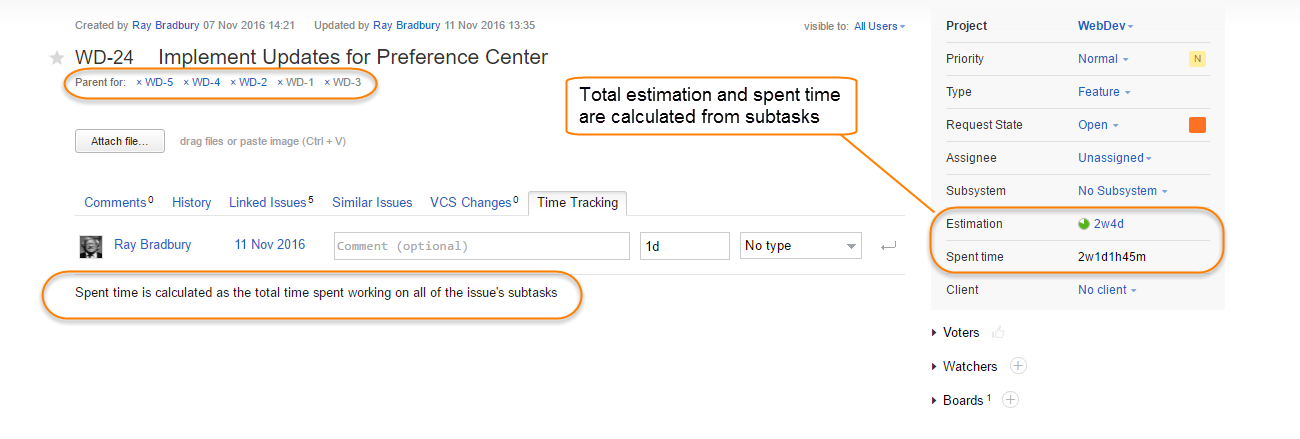 Created by Ray Bradbury 07 Nov 2016 14:21 Updated by Ray Bradbury 11 Nov 2016 13:35 visible to: All Users
WD-24 Implement Updates for Preference Center
Parent for: × WD-5 × WD-4 × WD-2 × WD-1 × WD-3
Total estimation and spent time
are calculated from subtasks
Attach file... drag files or paste image (Ctrl + V)
Comments 0 History Linked Issues 5 Similar Issues VCS Changes 0 Time Tracking
Ray Bradbury 11 Nov 2016 Comment (optional) 1d No type
Spent time is calculated as the total time spent working on all of the issue's subtasks
Project WebDev
Priority Normal N
Type Feature
Request State Open
Assignee Unassigned
Subsystem No Subsystem
Estimation 2w4d
Spent time 2w1d1h45m
Client No client
Voters
Watchers
Boards 1